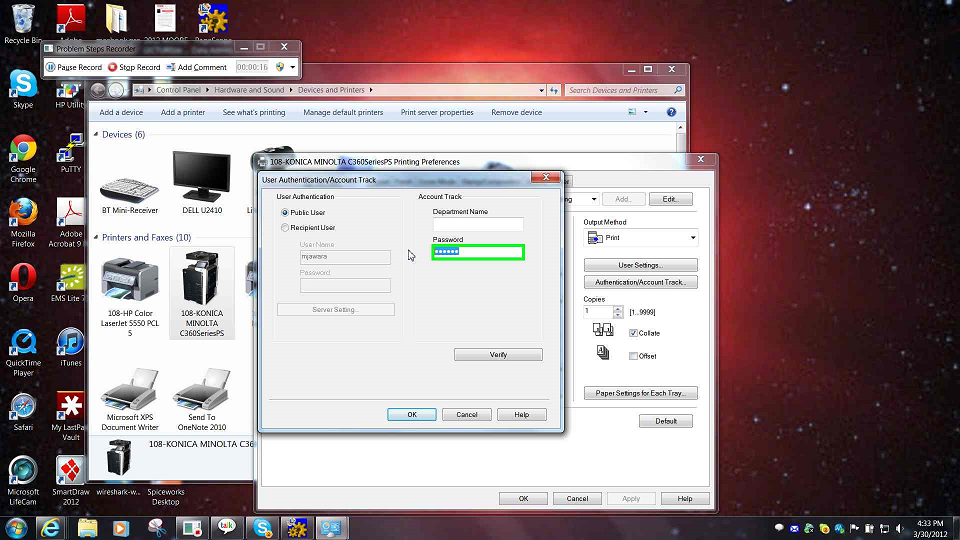 Recycle Bin
Adobe
2012 MOORE
PageScope
Problem Steps Recorder
Pause Record
Stop Record
Add Comment
00:00:16
Skype
HP Utility
Google Chrome
PuTTY
Mozilla Firefox
Adobe Acrobat 9
Opera
EMS Lite 7
QuickTime Player
iTunes
Safari
My LastPass Vault
Microsoft LifeCam
SmartDraw 2012
wireshark-w...
Spiceworks Desktop
Control Panel
Hardware and Sound
Devices and Printers
Search Devices and Printers
Add a device
Add a printer
See what's printing
Manage default printers
Print server properties
Remove device
Devices (6)
BT Mini-Receiver
DELL U2410
Printers and Faxes (10)
108-HP Color
LaserJet 5550 PCL
5
108-KONICA
MINOLTA
C360SeriesPS
Microsoft XPS
Document Writer
Send To
OneNote 2010
108-KONICA MINOLTA C36
108-KONICA MINOLTA C360SeriesPS Printing Preferences
Add...
Edit...
Output Method
Print
User Settings...
Authentication/Account Track...
Copies
1
[1..9999]
Collate
Offset
Paper Settings for Each Tray...
Default
OK
Cancel
Apply
Help
User Authentication/Account Track
User Authentication
Public User
Recipient User
User Name
mjawara
Password
Server Setting...
Account Track
Department Name
Password
••••••
Verify
OK
Cancel
Help
talk
4:33 PM
3/30/2012